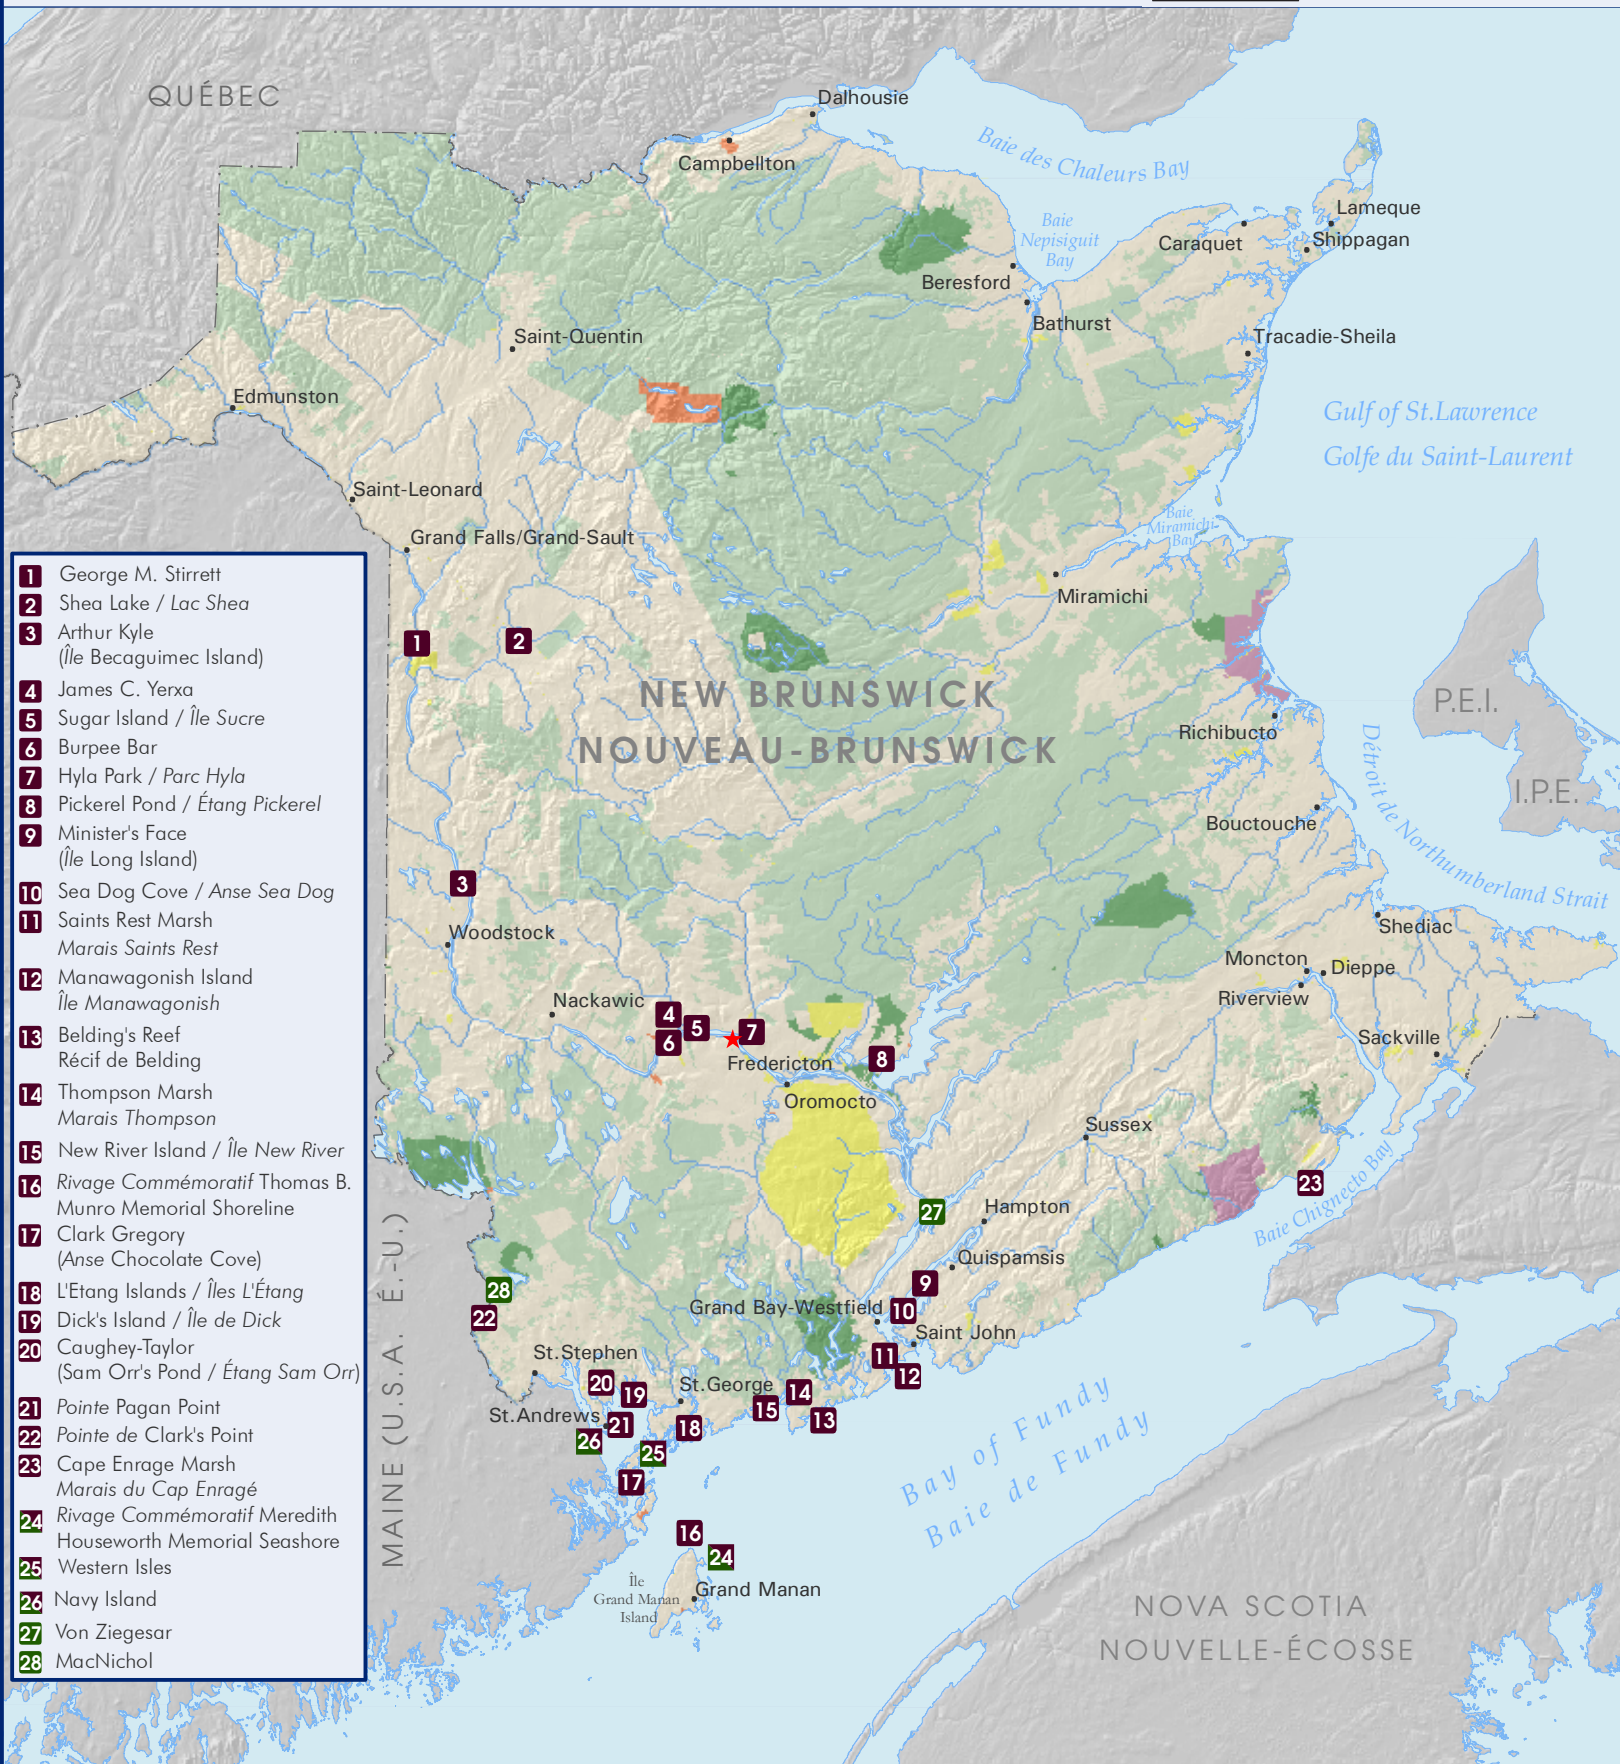 QUÉBEC
Dalhousie
Campbellton
Baie des Chaleurs Bay
Lameque
Baie
Nepisiguit
Bay
Caraquet
Shippagan
Beresford
Bathurst
Saint-Quentin
Tracadie-Sheila
Edmunston
Gulf of St.Lawrence
Golfe du Saint-Laurent
Saint-Leonard
Baie
Miramichi
Bay
Grand Falls/Grand-Sault
Miramichi
1 George M. Stirrett
2 Shea Lake / Lac Shea
3 Arthur Kyle
(Île Becaguimec Island)
4 James C. Yerxa
5 Sugar Island / Île Sucre
6 Burpee Bar
7 Hyla Park / Parc Hyla
8 Pickerel Pond / Étang Pickerel
9 Minister's Face
(Île Long Island)
10 Sea Dog Cove / Anse Sea Dog
11 Saints Rest Marsh
Marais Saints Rest
12 Manawagonish Island
Île Manawagonish
13 Belding's Reef
Récif de Belding
14 Thompson Marsh
Marais Thompson
15 New River Island / Île New River
16 Rivage Commémoratif Thomas B.
Munro Memorial Shoreline
17 Clark Gregory
(Anse Chocolate Cove)
18 L'Etang Islands / Îles L'Étang
19 Dick's Island / Île de Dick
20 Caughey-Taylor
(Sam Orr's Pond / Étang Sam Orr)
21 Pointe Pagan Point
22 Pointe de Clark's Point
23 Cape Enrage Marsh
Marais du Cap Enragé
24 Rivage Commémoratif Meredith
Houseworth Memorial Seashore
25 Western Isles
26 Navy Island
27 Von Ziegesar
28 MacNichol
1
2
NEW BRUNSWICK
NOUVEAU-BRUNSWICK
P.E.I.
I.P.E.
Richibucto
Détroit de Northumberland Strait
Bouctouche
3
Woodstock
Shediac
Moncton
Dieppe
Riverview
Nackawic
4
5
6
7
Fredericton
8
Sackville
Oromocto
Sussex
23
Baie Chignecto Bay
27
Hampton
Quispamsis
28
22
9
Grand Bay-Westfield
10
Saint John
11
12
MAINE (U.S.A. É.-U.)
St.Stephen
20
19
St.George
14
15
13
St.Andrews
21
18
26
25
17
Bay of Fundy
Baie de Fundy
16
24
Île
Grand Manan
Island
Grand Manan
NOVA SCOTIA
NOUVELLE-ÉCOSSE